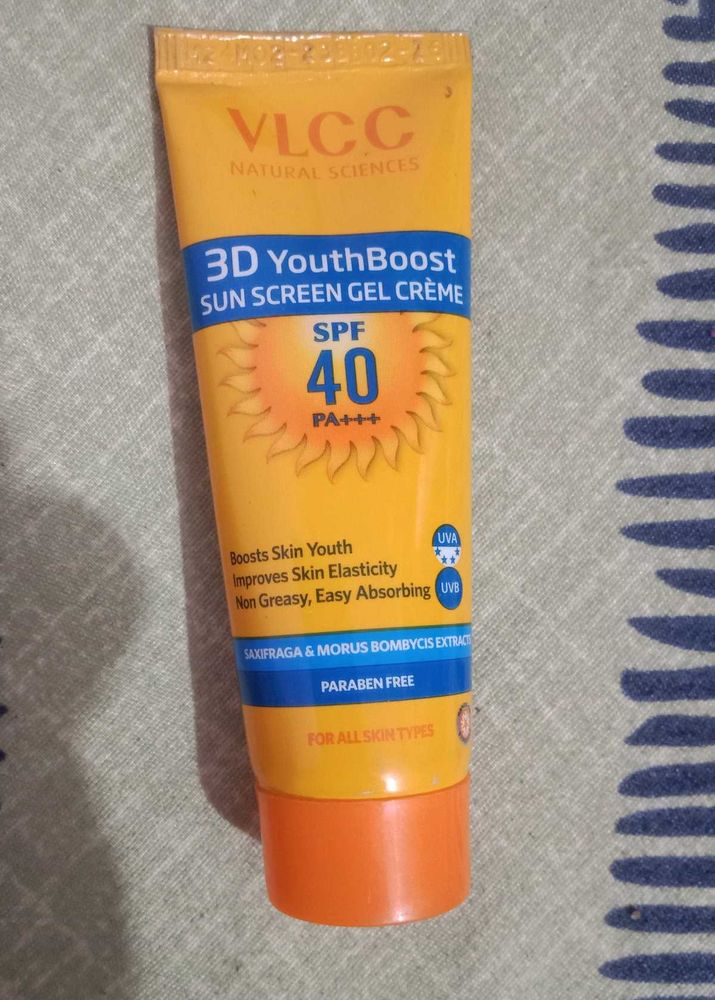 VLCC
NATURAL SCIENCES
3D YouthBoost
SUN SCREEN GEL CRÈME
SPF
40
PA+++
Boosts Skin Youth
Improves Skin Elasticity
Non Greasy, Easy Absorbing
UVA
UVB
SAXIFRAGA & MORUS BOMBYCIS EXTRACTS
PARABEN FREE
FOR ALL SKIN TYPES